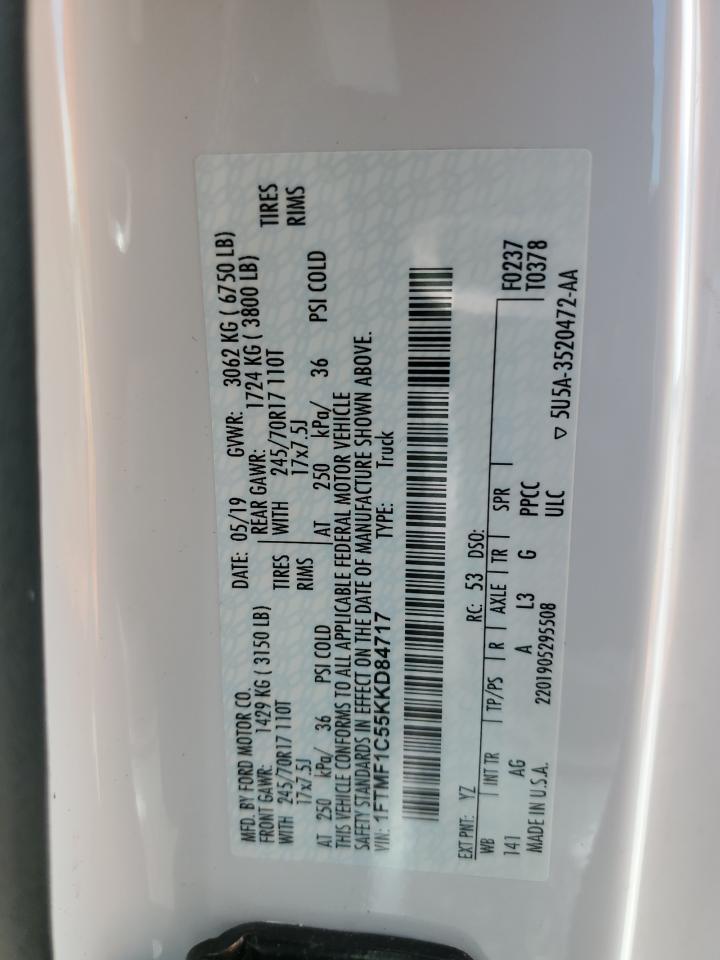 MFD. BY FORD MOTOR CO.
DATE: 05/19 GVWR: 3062 KG ( 6750 LB)
FRONT GAWR: 1429 KG ( 3150 LB) REAR GAWR: 1724 KG ( 3800 LB)
WITH 245/70R17 110T TIRES WITH 245/70R17 110T TIRES
17x7.5J RIMS 17x7.5J RIMS
AT 250 kPa/ 36 PSI COLD AT 250 kPa/ 36 PSI COLD
THIS VEHICLE CONFORMS TO ALL APPLICABLE FEDERAL MOTOR VEHICLE
SAFETY STANDARDS IN EFFECT ON THE DATE OF MANUFACTURE SHOWN ABOVE.
VIN: 1FTMF1C55KKD84717 TYPE: Truck
EXT PNT: YZ RC: 53 DSO:
WB INT TR TP/PS R AXLE TR SPR F0237
141 AG A L3 G PPCC T0378
MADE IN U.S.A. 2201905295508 ULC
5U5A-3520472-AA